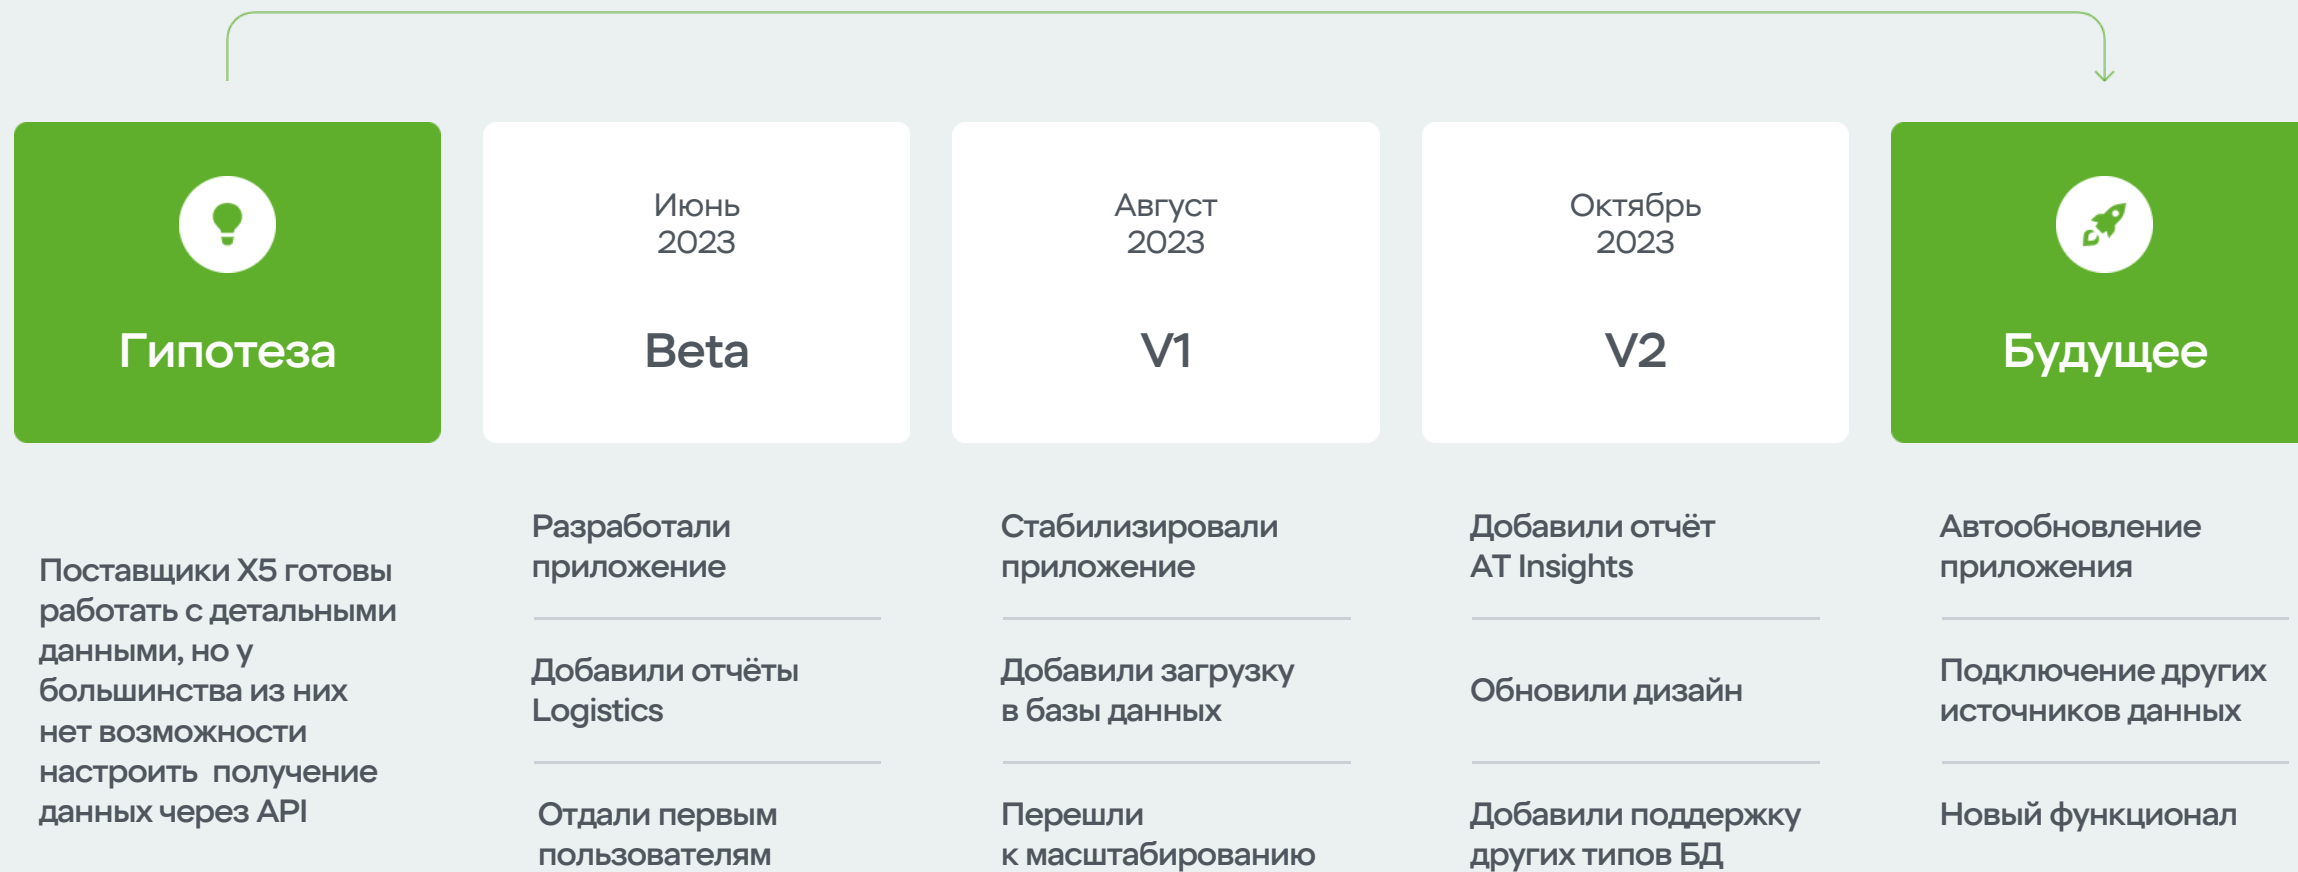 Гипотеза
Поставщики X5 готовы
работать с детальными
данными, но у
большинства из них
нет возможности
настроить  получение
данных через API
Июнь
2023
Beta
Разработали
приложение
Добавили отчёты
Logistics
Отдали первым
пользователям
Август
2023
V1
Стабилизировали
приложение
Добавили загрузку
в базы данных
Перешли
к масштабированию
Октябрь
2023
V2
Добавили отчёт
AT Insights
Обновили дизайн
Добавили поддержку
других типов БД
Будущее
Автообновление
приложения
Подключение других
источников данных
Новый функционал